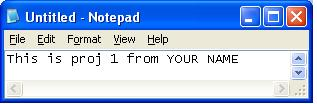 Untitled - Notepad
File Edit Format View Help
This is proj 1 from YOUR NAME